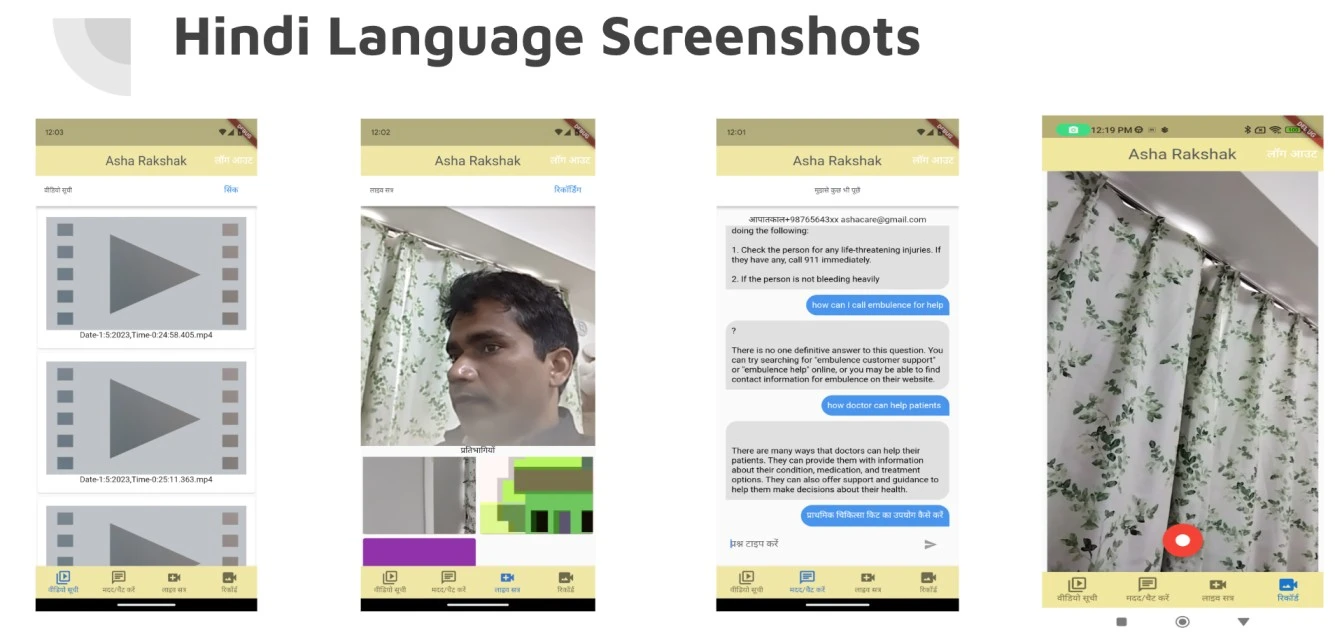 Hindi Language Screenshots
12:03
Asha Rakshak
लॉग आउट
वीडियो सूची
सिंक
Date-1:5:2023,Time-0:24:58.405.mp4
Date-1:5:2023,Time-0:25:11.363.mp4
वीडियो सूची
मदद/चैट करें
लाइव सत्र
रिकॉर्ड
12:02
Asha Rakshak
लॉग आउट
लाइव सत्र
रिकॉर्डिंग
प्रतिभागियों
वीडियो सूची
मदद/चैट करें
लाइव सत्र
रिकॉर्ड
12:01
Asha Rakshak
लॉग आउट
मुझसे कुछ भी पूछें
आपातकाल+98765643xx ashacare@gmail.com
doing the following:
1. Check the person for any life-threatening injuries. If
they have any, call 911 immediately.
2. If the person is not bleeding heavily
how can I call embulence for help
?
There is no one definitive answer to this question. You
can try searching for "embulence customer support"
or "embulence help" online, or you may be able to find
contact information for embulence on their website.
how doctor can help patients
There are many ways that doctors can help their
patients. They can provide them with information
about their condition, medication, and treatment
options. They can also offer support and guidance to
help them make decisions about their health.
प्राथमिक चिकित्सा किट का उपयोग कैसे करें
प्रश्न टाइप करें
वीडियो सूची
मदद/चैट करें
लाइव सत्र
रिकॉर्ड
12:19 PM
Asha Rakshak
लॉग आउट
वीडियो सूची
मदद/चैट करें
लाइव सत्र
रिकॉर्ड